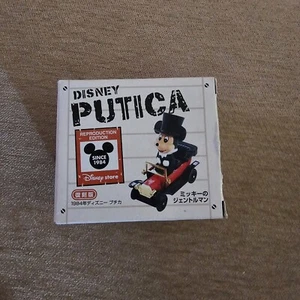 DISNEY
PUTICA
REPRODUCTION
EDITION
SINCE
1984
Disney store
復刻版
1984年ディズニー プチカ
ミッキーの
ジェントルマン